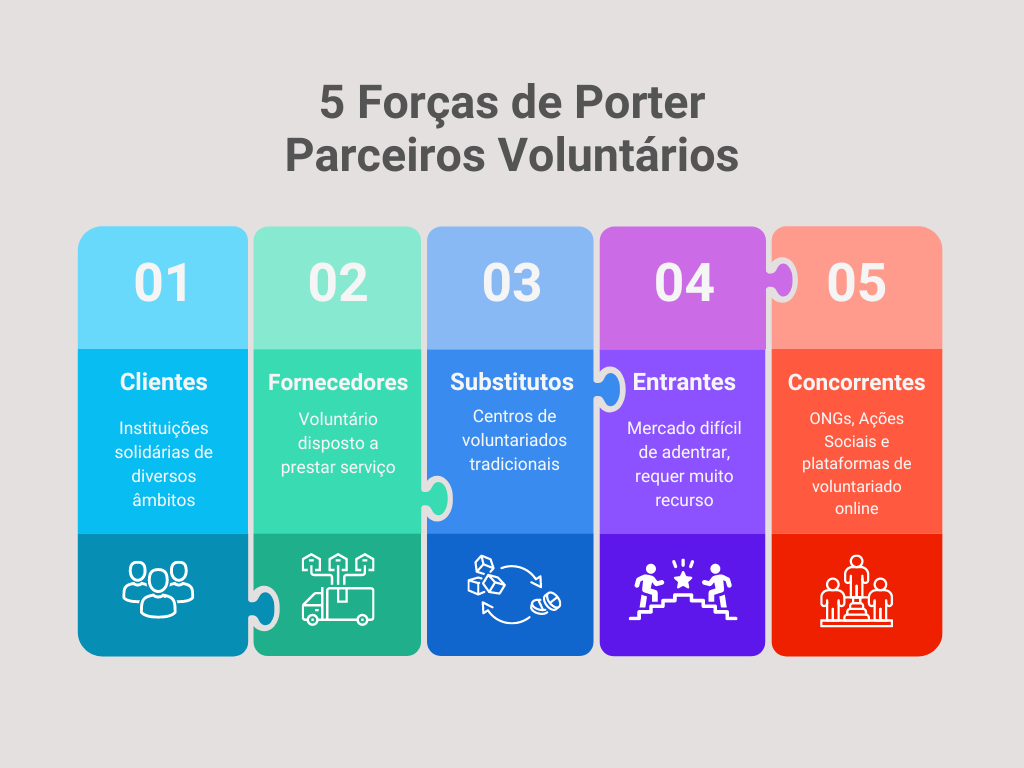 5 Forças de Porter
Parceiros Voluntários
01
Clientes
Instituições
solidárias de
diversos
âmbitos
02
Fornecedores
Voluntário
disposto a
prestar serviço
03
Substitutos
Centros de
voluntariados
tradicionais
04
Entrantes
Mercado difícil
de adentrar,
requer muito
recurso
05
Concorrentes
ONGs, Ações
Sociais e
plataformas de
voluntariado
online